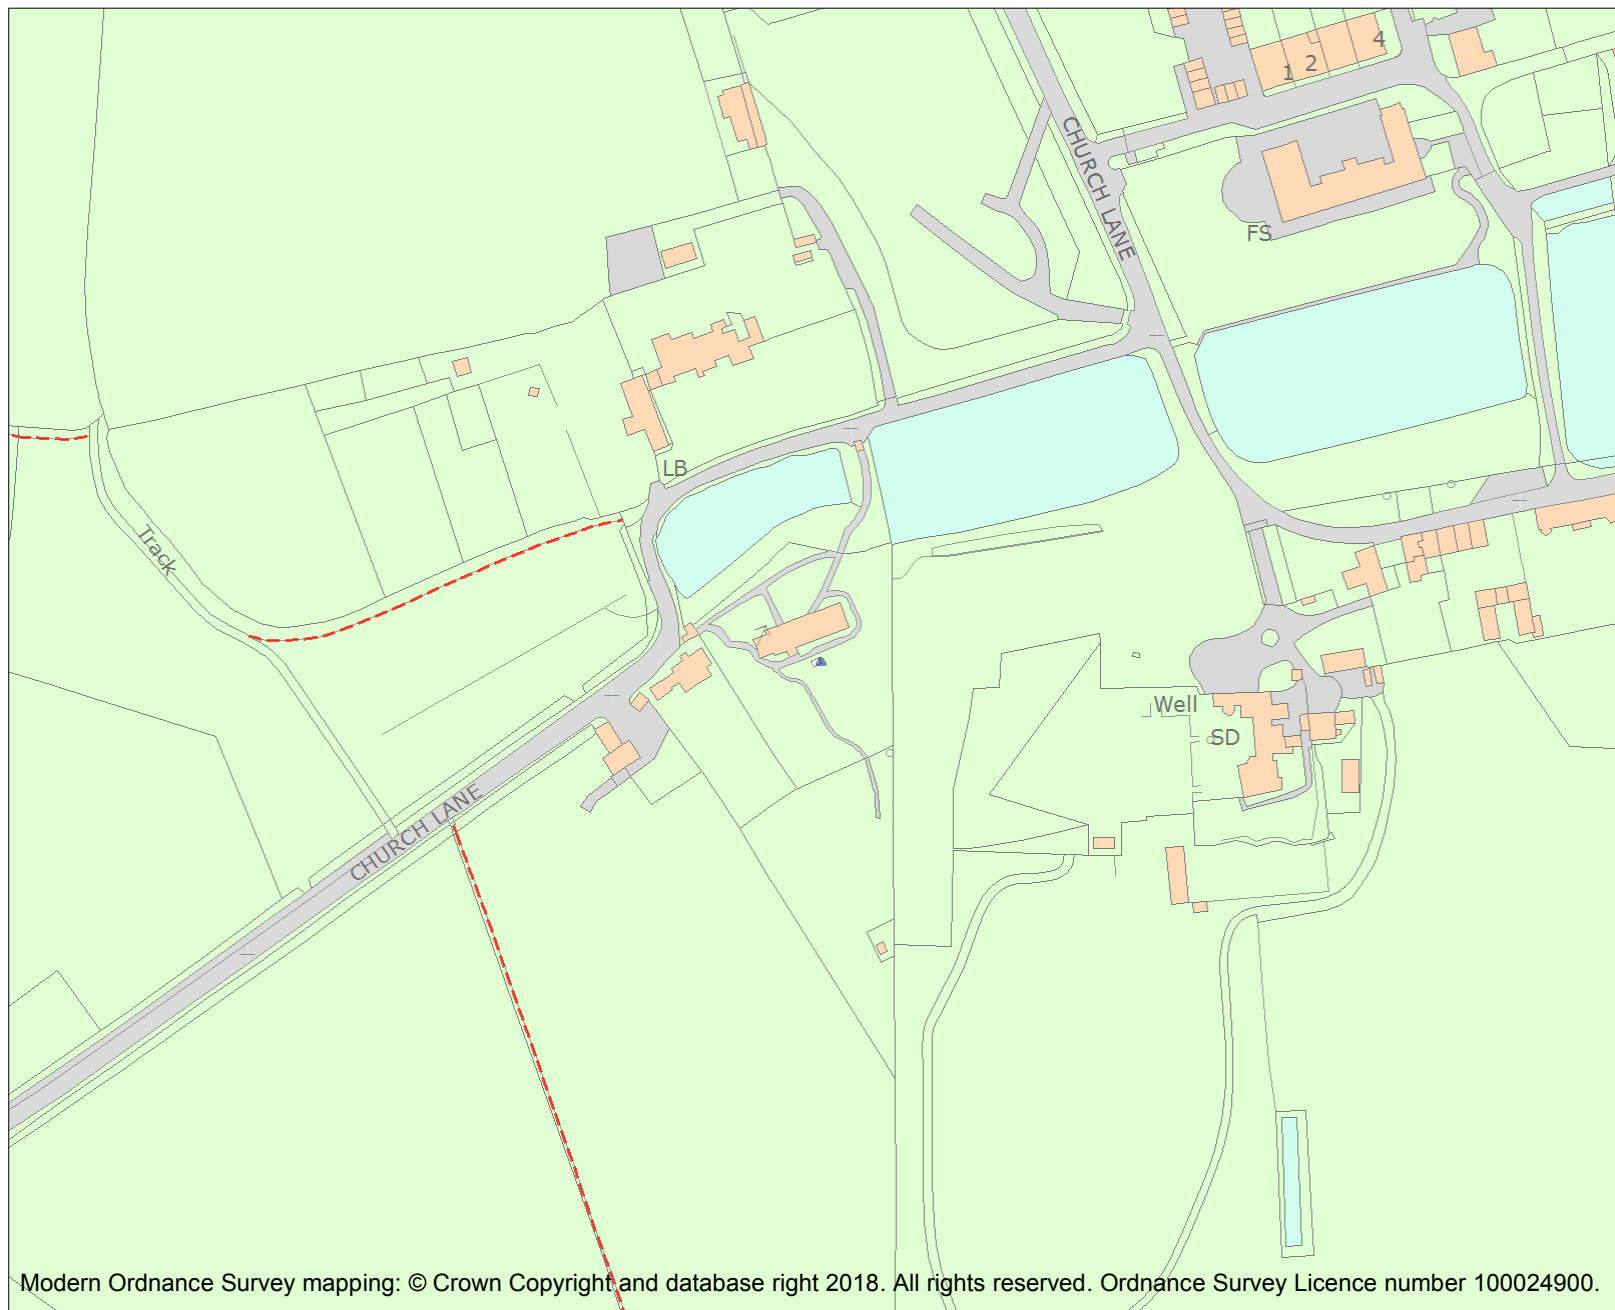 1
2
4
CHURCH LANE
FS
LB
Track
Well
SD
CHURCH LANE
Modern Ordnance Survey mapping: © Crown Copyright and database right 2018. All rights reserved. Ordnance Survey Licence number 100024900.